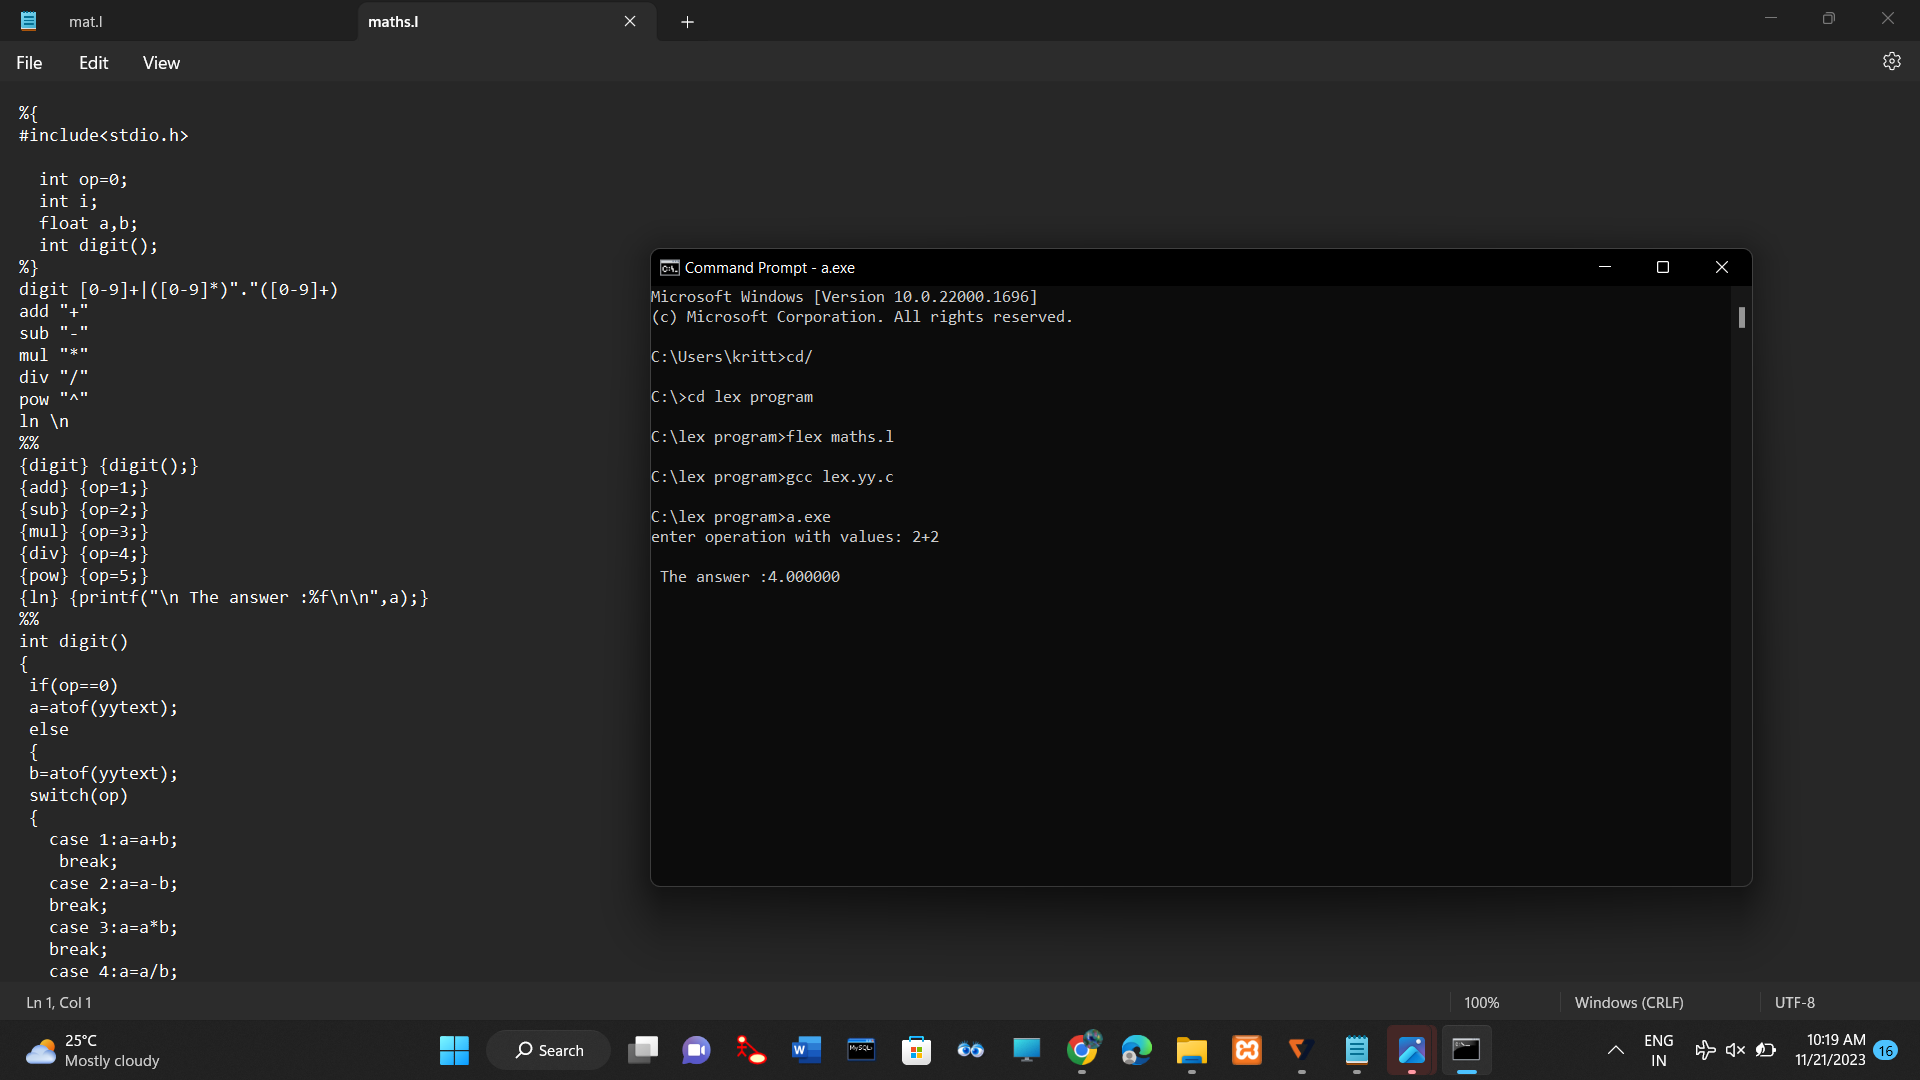 mat.l
maths.l
File
Edit
View
%{
#include<stdio.h>
int op=0;
int i;
float a,b;
int digit();
%}
digit [0-9]+|([0-9]*)"."([0-9]+)
add "+"
sub "-"
mul "*"
div "/"
pow "^"
ln \n
%%
{digit} {digit();}
{add} {op=1;}
{sub} {op=2;}
{mul} {op=3;}
{div} {op=4;}
{pow} {op=5;}
{ln} {printf("\n The answer :%f\n\n",a);}
%%
int digit()
{
if(op==0)
a=atof(yytext);
else
{
b=atof(yytext);
switch(op)
{
case 1:a=a+b;
break;
case 2:a=a-b;
break;
case 3:a=a*b;
break;
case 4:a=a/b;
Command Prompt - a.exe
Microsoft Windows [Version 10.0.22000.1696]
(c) Microsoft Corporation. All rights reserved.
C:\Users\kritt>cd/
C:\>cd lex program
C:\lex program>flex maths.l
C:\lex program>gcc lex.yy.c
C:\lex program>a.exe
enter operation with values: 2+2
The answer :4.000000
Ln 1, Col 1
100%
Windows (CRLF)
UTF-8
25°C
Mostly cloudy
Search
MySQL
ENG
IN
10:19 AM
11/21/2023
16